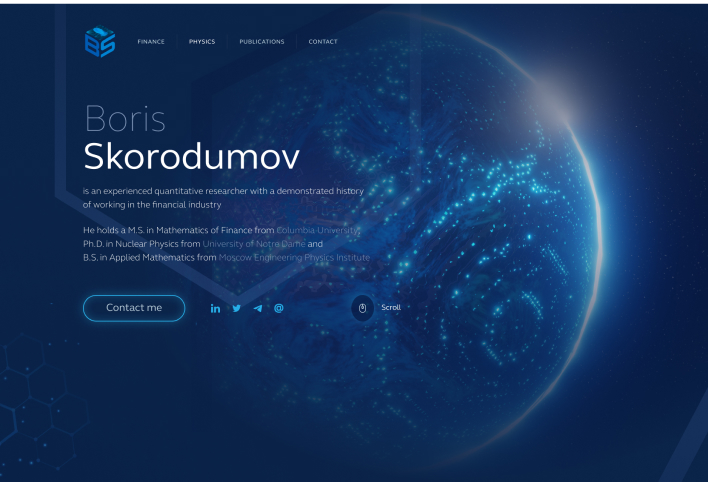 BS
FINANCE PHYSICS PUBLICATIONS CONTACT
Boris
Skorodumov
is an experienced quantitative researcher with a demonstrated history
of working in the financial industry
He holds a M.S. in Mathematics of Finance from Columbia University,
Ph.D. in Nuclear Physics from University of Notre Dame and
B.S. in Applied Mathematics from Moscow Engineering Physics Institute
Contact me
in
@
Scroll